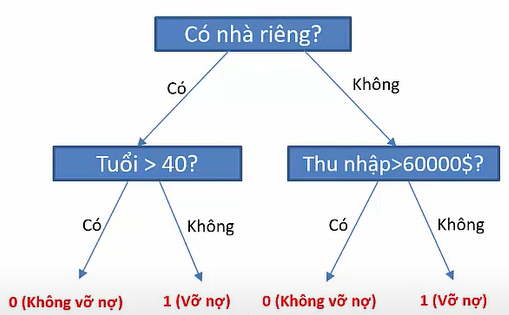 Có nhà riêng?
Có
Không
Tuổi > 40?
Thu nhập>60000$?
Có
Không
Có
Không
0 (Không vỡ nợ)
1 (Vỡ nợ)
0 (Không vỡ nợ)
1 (Vỡ nợ)